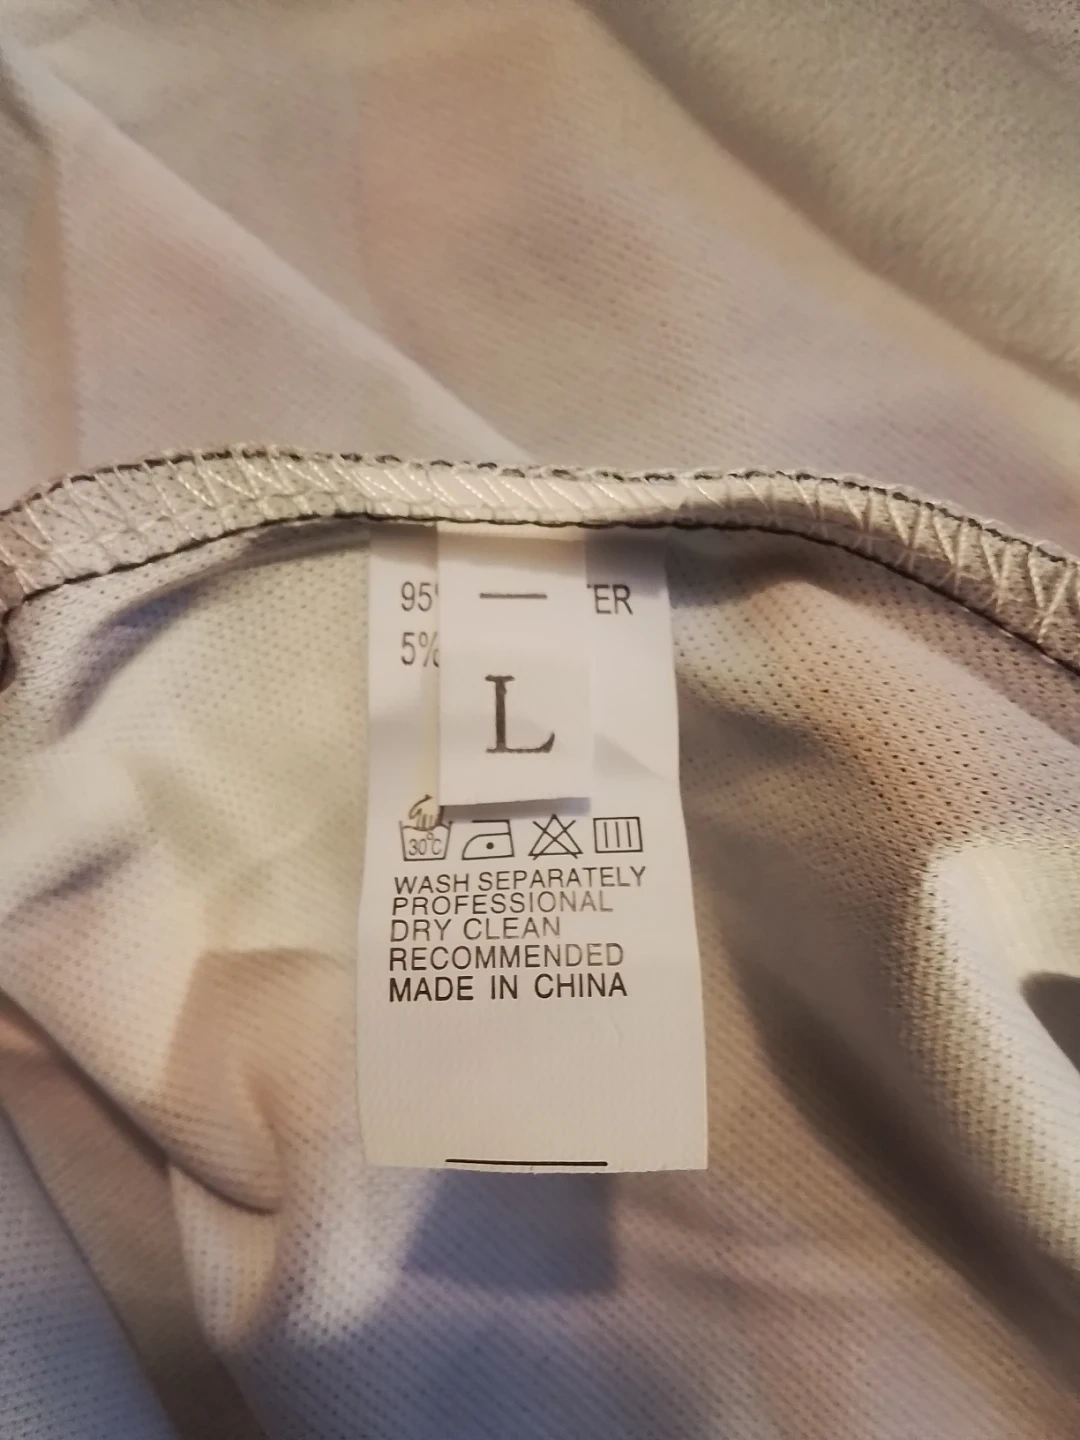 95%
ER
5%
L
30°C
WASH SEPARATELY
PROFESSIONAL
DRY CLEAN
RECOMMENDED
MADE IN CHINA